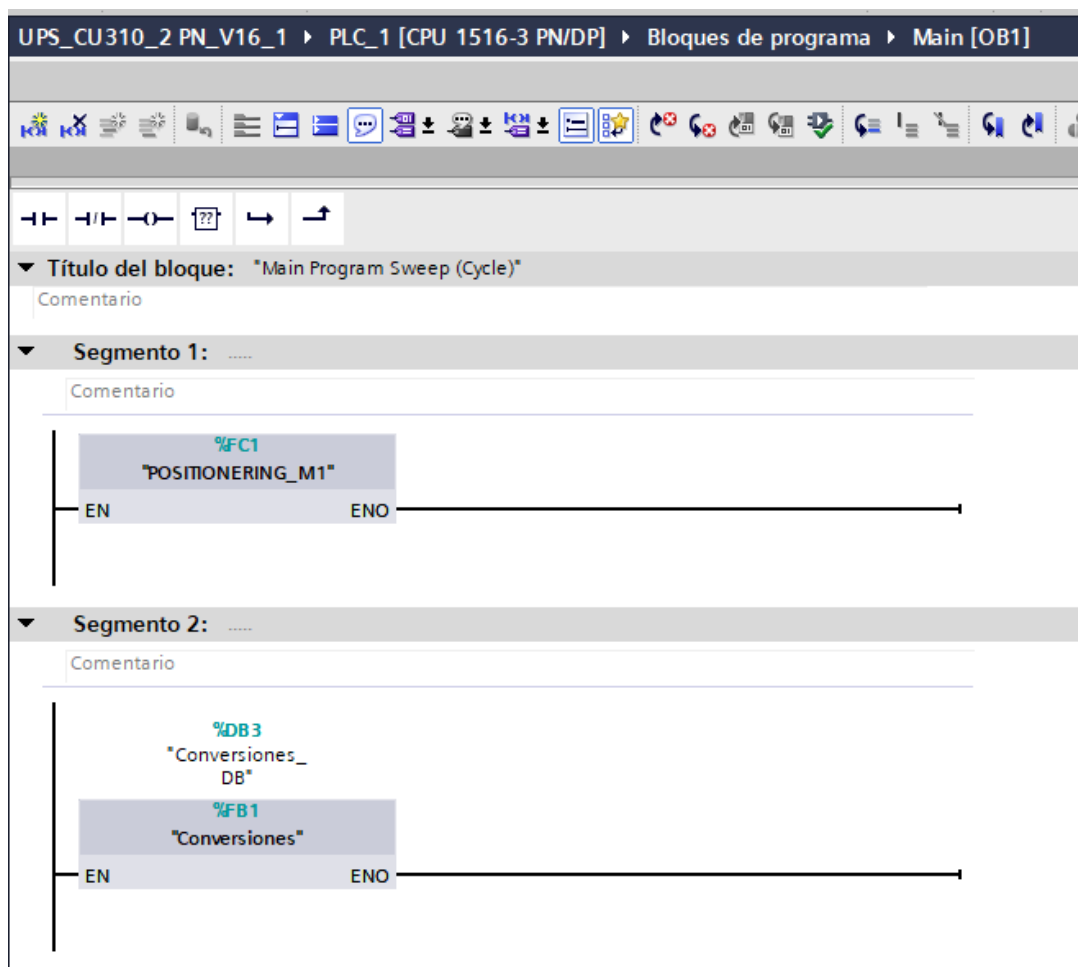 UPS_CU310_2 PN_V16_1 ▸ PLC_1 [CPU 1516-3 PN/DP] ▸ Bloques de programa ▸ Main [OB1]
??
Título del bloque: "Main Program Sweep (Cycle)"
Comentario
Segmento 1: .....
Comentario
%FC1
"POSITIONERING_M1"
EN ENO
Segmento 2: .....
Comentario
%DB3
"Conversiones_
DB"
%FB1
"Conversiones"
EN ENO